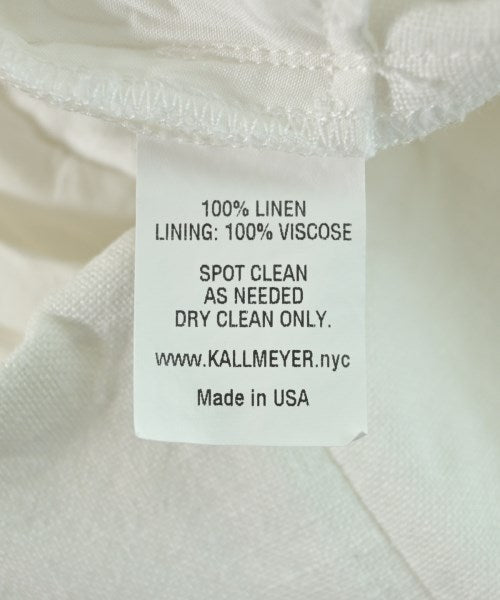 100% LINEN
LINING: 100% VISCOSE
SPOT CLEAN
AS NEEDED
DRY CLEAN ONLY.
www.KALLMEYER.nyc
Made in USA